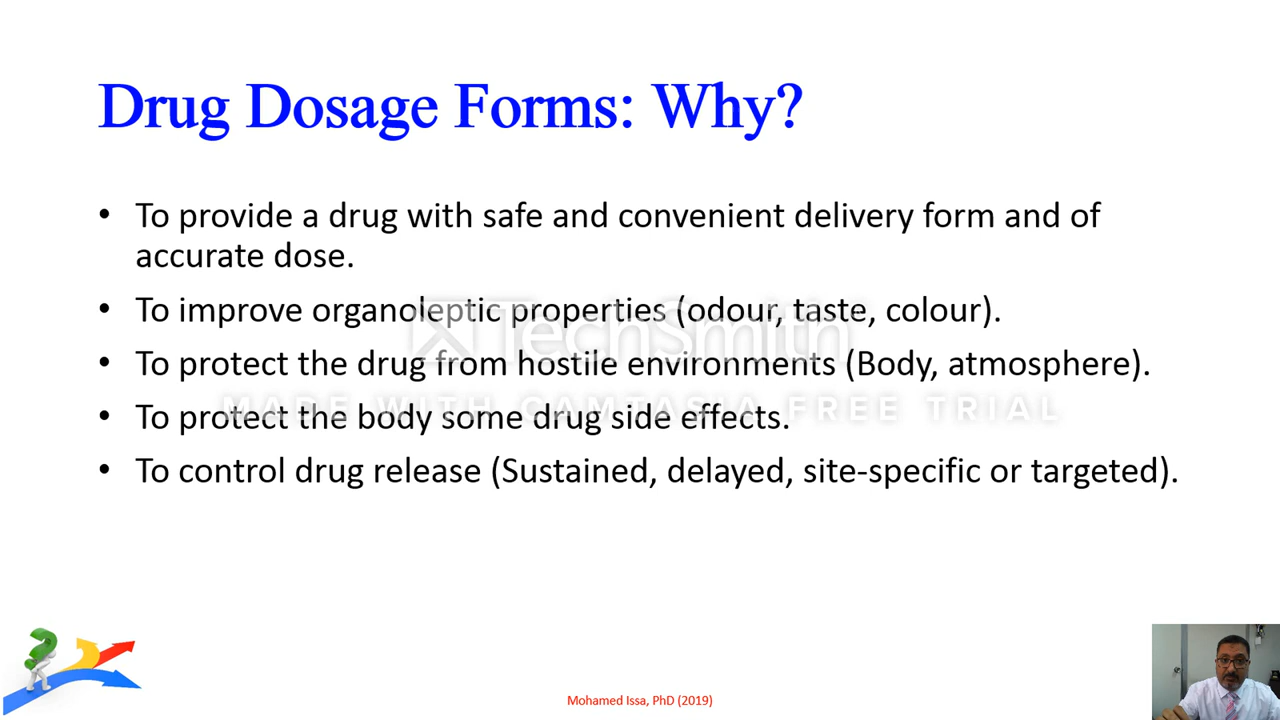 Drug Dosage Forms: Why?
• To provide a drug with safe and convenient delivery form and of
accurate dose.
• To improve organoleptic properties (odour, taste, colour).
TechSmith
• To protect the drug from hostile environments (Body, atmosphere).
MADE WITH CAMTASIA FREE TRIAL
• To protect the body some drug side effects.
• To control drug release (Sustained, delayed, site-specific or targeted).
Mohamed Issa, PhD (2019)